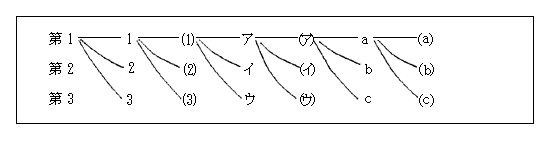 第1 1 (1) ア (ア) a (a)
第2 2 (2) イ (イ) b (b)
第3 3 (3) ウ (ウ) c (c)